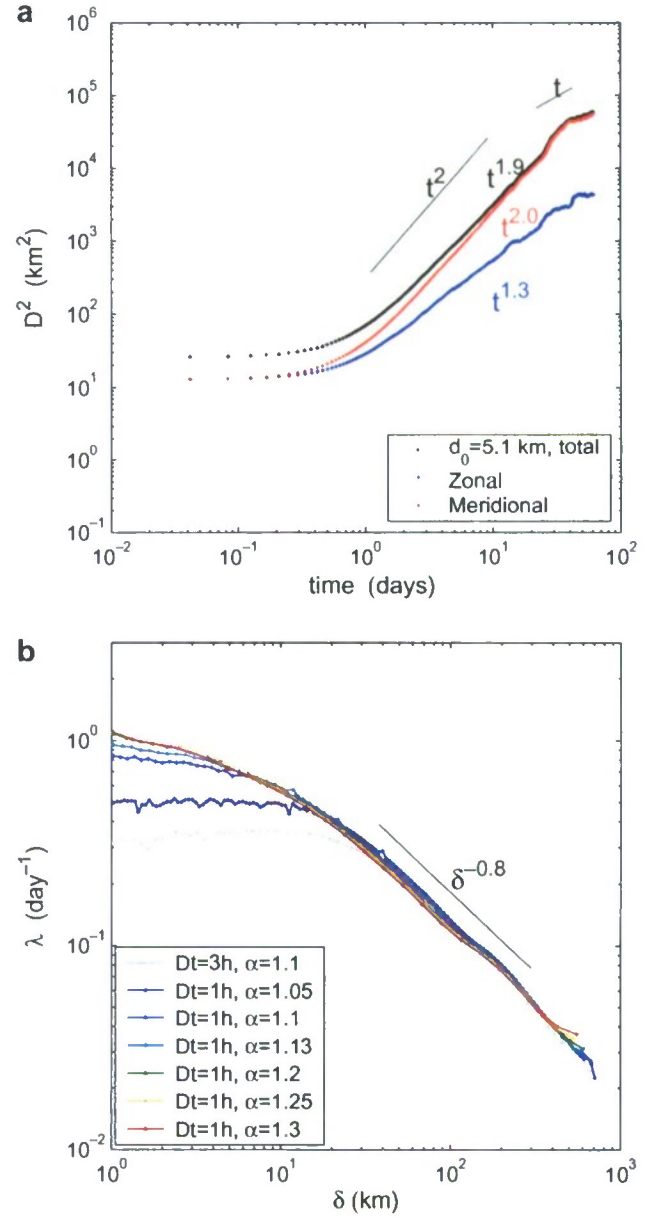 a
10^6
10^5
10^4
10^3
10^2
10^1
10^0
10^−1
D^2 (km^2)
t
t^2
t^1.9
t^2.0
t^1.3
d_0=5.1 km, total
Zonal
Meridional
10^−2
10^−1
10^0
10^1
10^2
time (days)
b
10^0
10^−1
10^−2
λ (day^−1)
δ^−0.8
Dt=3h, α=1.1
Dt=1h, α=1.05
Dt=1h, α=1.1
Dt=1h, α=1.13
Dt=1h, α=1.2
Dt=1h, α=1.25
Dt=1h, α=1.3
10^0
10^1
10^2
10^3
δ (km)